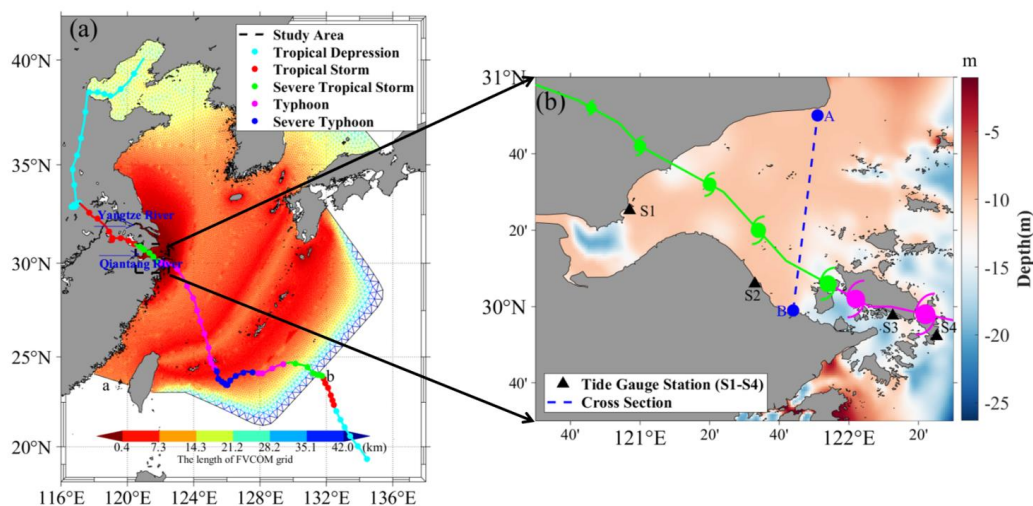 (a)
Study Area
Tropical Depression
Tropical Storm
Severe Tropical Storm
Typhoon
Severe Typhoon
40°N
35°N
30°N
25°N
20°N
Yangtze River
Qiantang River
a
b
0.4 7.3 14.3 21.2 28.2 35.1 42.0 (km)
The length of FVCOM grid
116°E 120°E 124°E 128°E 132°E 136°E
(b)
31°N
40'
20'
30°N
40'
A
S1
S2
B
S3
S4
Tide Gauge Station (S1-S4)
Cross Section
40' 121°E 20' 40' 122°E 20'
m
-5
-10
-15
-20
-25
Depth(m)